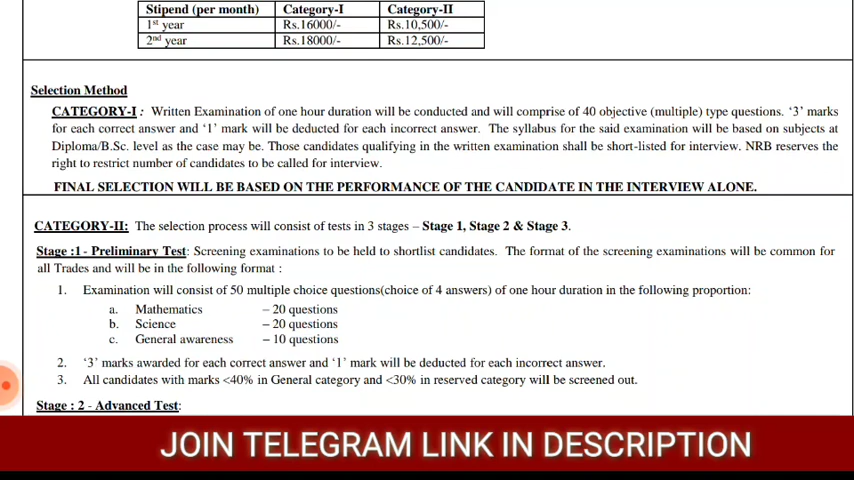 Stipend (per month) Category-I Category-II
1st year Rs.16000/- Rs.10,500/-
2nd year Rs.18000/- Rs.12,500/-
Selection Method
CATEGORY-I : Written Examination of one hour duration will be conducted and will comprise of 40 objective (multiple) type questions. ‘3’ marks
for each correct answer and ‘1’ mark will be deducted for each incorrect answer. The syllabus for the said examination will be based on subjects at
Diploma/B.Sc. level as the case may be. Those candidates qualifying in the written examination shall be short-listed for interview. NRB reserves the
right to restrict number of candidates to be called for interview.
FINAL SELECTION WILL BE BASED ON THE PERFORMANCE OF THE CANDIDATE IN THE INTERVIEW ALONE.
CATEGORY-II: The selection process will consist of tests in 3 stages – Stage 1, Stage 2 & Stage 3.
Stage :1 - Preliminary Test: Screening examinations to be held to shortlist candidates. The format of the screening examinations will be common for
all Trades and will be in the following format :
1. Examination will consist of 50 multiple choice questions(choice of 4 answers) of one hour duration in the following proportion:
a. Mathematics – 20 questions
b. Science – 20 questions
c. General awareness – 10 questions
2. ‘3’ marks awarded for each correct answer and ‘1’ mark will be deducted for each incorrect answer.
3. All candidates with marks <40% in General category and <30% in reserved category will be screened out.
Stage : 2 - Advanced Test:
JOIN TELEGRAM LINK IN DESCRIPTION